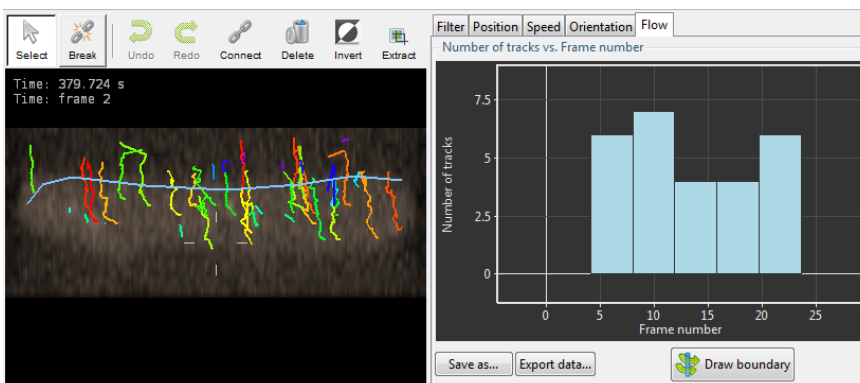 Select Break Undo Redo Connect Delete Invert Extract
Time: 379.724 s
Time: frame 2
Filter Position Speed Orientation Flow
Number of tracks vs. Frame number
Number of tracks
7.5
5
2.5
0
0 5 10 15 20 25
Frame number
Save as... Export data... Draw boundary